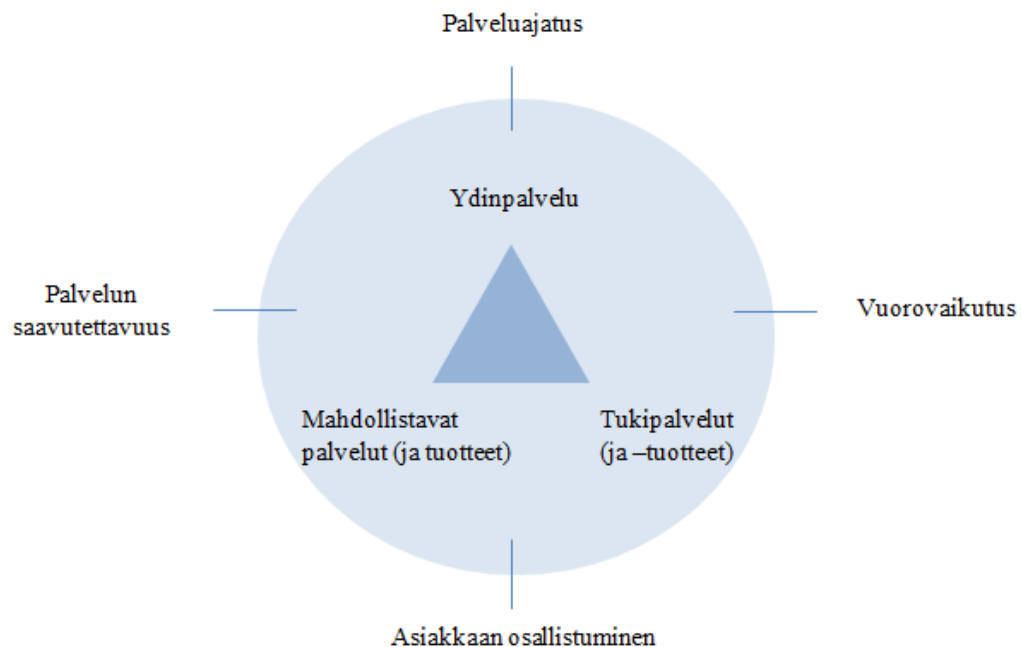 Palveluajatus
Ydinpalvelu
Palvelun
saavutettavuus
Vuorovaikutus
Mahdollistavat
palvelut (ja tuotteet)
Tukipalvelut
(ja –tuotteet)
Asiakkaan osallistuminen